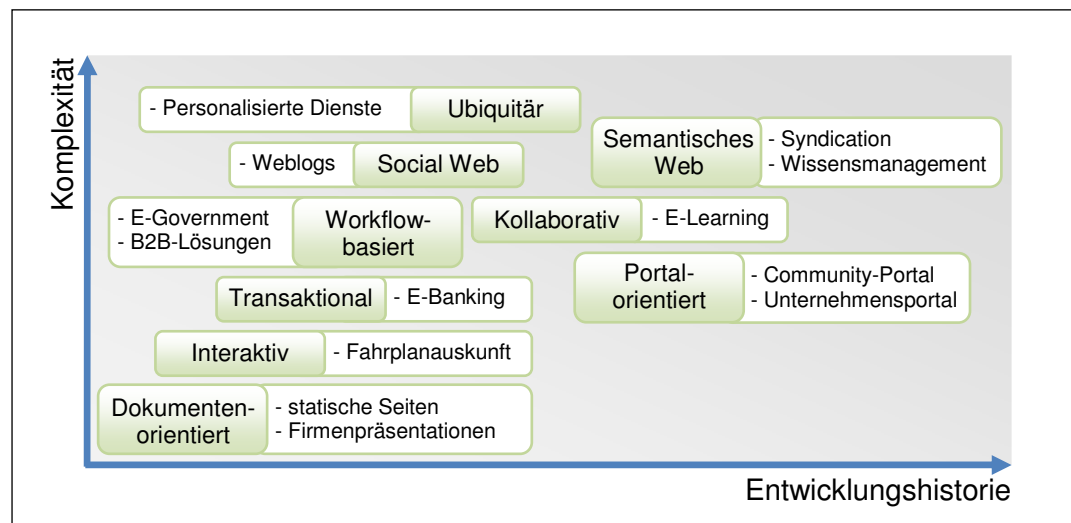 Komplexität
- Personalisierte Dienste
Ubiquitär
Semantisches
Web
- Syndication
- Wissensmanagement
- Weblogs
Social Web
- E-Government
- B2B-Lösungen
Workflow-
basiert
Kollaborativ
- E-Learning
Portal-
orientiert
- Community-Portal
- Unternehmensportal
Transaktional
- E-Banking
Interaktiv
- Fahrplanauskunft
Dokumenten-
orientiert
- statische Seiten
- Firmenpräsentationen
Entwicklungshistorie